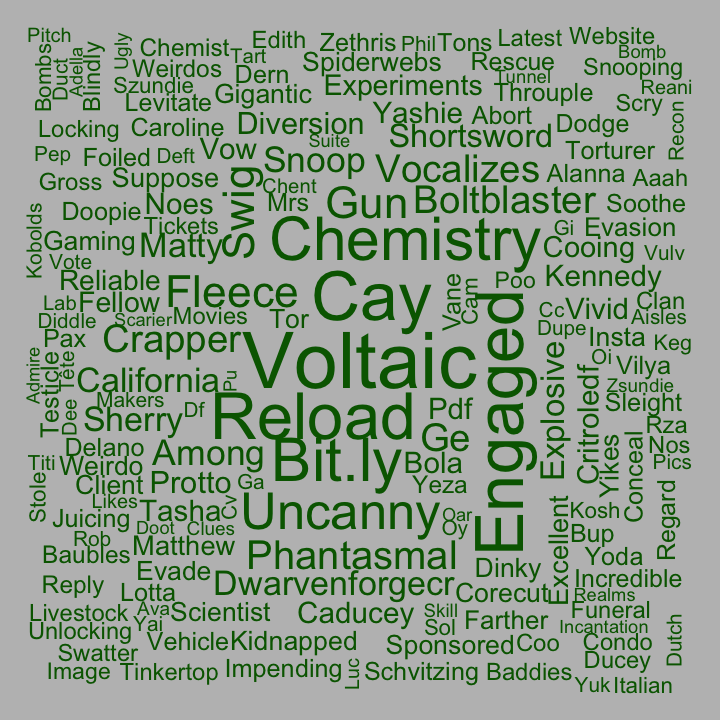 Pitch
Chemist
Edith
Zethris
Phil
Tons
Latest
Website
Bombs
Duct
Adella
Blindly
Ugly
Weirdos
Tart
Spiderwebs
Rescue
Bomb
Snooping
Szundie
Dern
Experiments
Tunnel
Throuple
Reani
Levitate
Gigantic
Yashie
Abort
Scry
Recon
Locking
Caroline
Diversion
Shortsword
Dodge
Pep
Foiled
Deft
Vow
Suite
Snoop
Vocalizes
Torturer
Gross
Suppose
Swig
Chent
Alanna
Aaah
Kobolds
Doopie
Noes
Mrs
Gun
Boltblaster
Soothe
Tickets
Gi
Evasion
Gaming
Matty
Chemistry
Cooing
Vulv
Vote
Reliable
Fleece
Cay
Vane
Cam
Poo
Kennedy
Lab
Fellow
Engaged
Cc
Vivid
Clan
Diddle
Scarier
Movies
Tor
Dupe
Aisles
Pax
Crapper
Voltaic
Insta
Keg
Admire
Testicle
Tête
Explosive
Oi
Critroledf
Vilya
California
Pu
Zsundie
Makers
Df
Reload
Pdf
Sleight
Dee
Sherry
Ge
Rza
Delano
Among
Bit.ly
Nos
Titi
Weirdo
Bola
Yikes
Conceal
Pics
Stole
Client
Protto
Ga
Yeza
Regard
Likes
Tasha
Cv
Uncanny
Oar
Excellent
Kosh
Juicing
Doot
Clues
Oy
Bup
Rob
Matthew
Phantasmal
Yoda
Baubles
Evade
Dinky
Incredible
Reply
Lotta
Dwarvenforgecr
Corecut
Realms
Livestock
Ava
Scientist
Caducey
Skill
Farther
Funeral
Unlocking
Yai
Sol
Incantation
Dutch
Vehicle
Kidnapped
Sponsored
Coo
Condo
Swatter
Ducey
Image
Tinkertop
Impending
Luc
Schvitzing
Baddies
Yuk
Italian